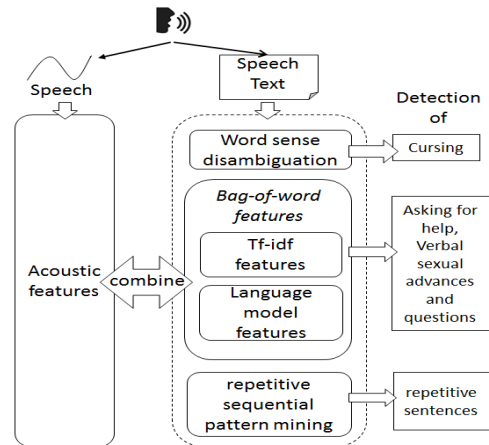 Speech
Speech
Text
Detection
of
Word sense
disambiguation
Cursing
Bag-of-word
features
Tf-idf
features
Language
model
features
Asking for
help,
Verbal
sexual
advances
and
questions
Acoustic
features
combine
repetitive
sequential
pattern mining
repetitive
sentences